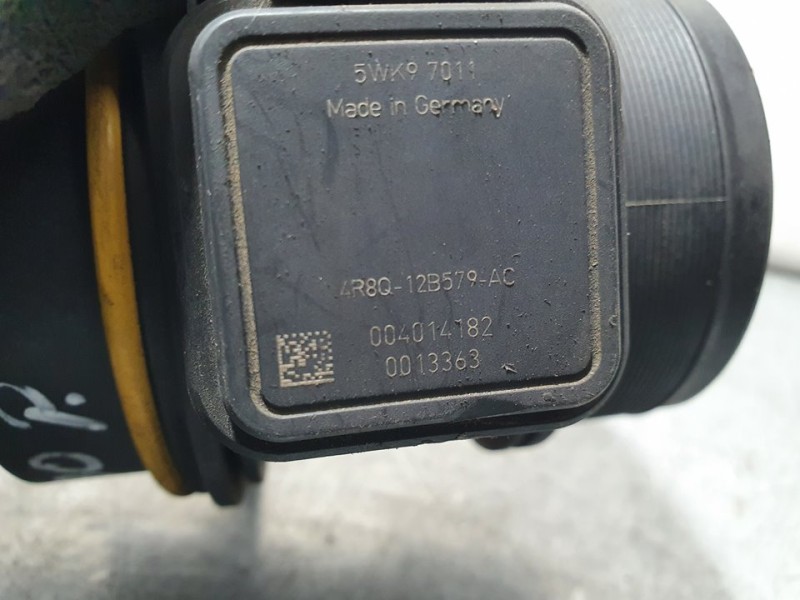 5WK9 7011
Made in Germany
4R8Q-12B579-AC
004014182
0013363